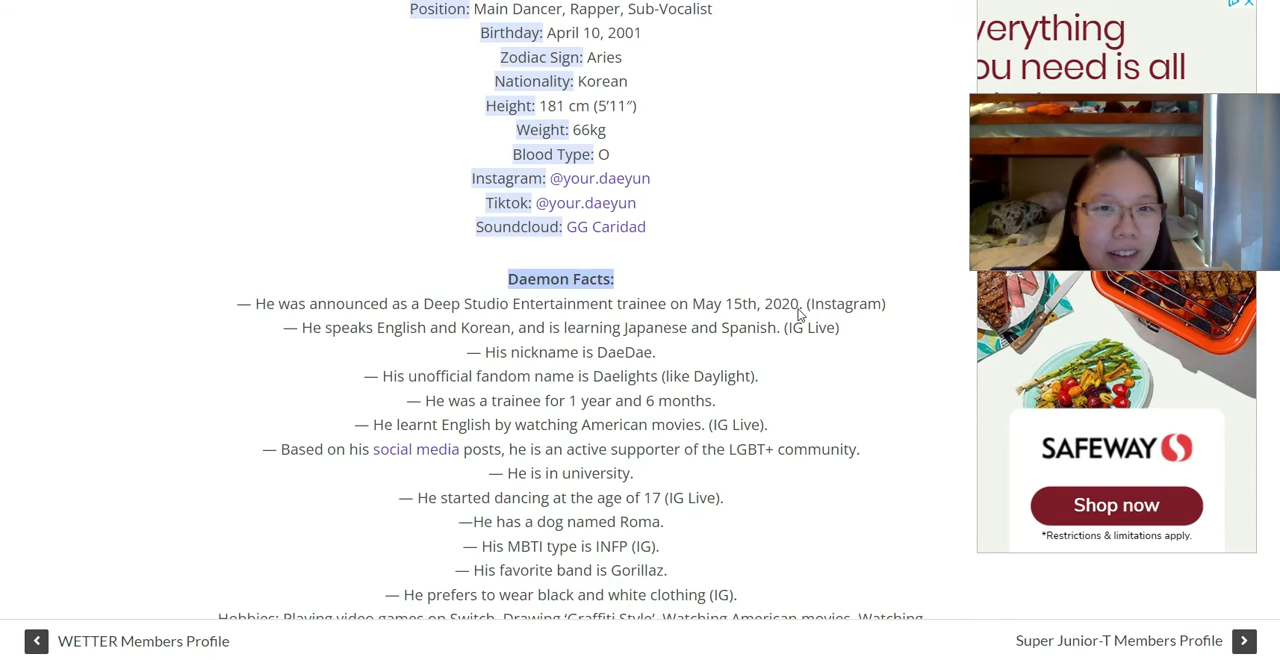 Position: Main Dancer, Rapper, Sub-Vocalist
Birthday: April 10, 2001
Zodiac Sign: Aries
Nationality: Korean
Height: 181 cm (5'11″)
Weight: 66kg
Blood Type: O
Instagram: @your.daeyun
Tiktok: @your.daeyun
Soundcloud: GG Caridad
Daemon Facts:
— He was announced as a Deep Studio Entertainment trainee on May 15th, 2020. (Instagram)
— He speaks English and Korean, and is learning Japanese and Spanish. (IG Live)
— His nickname is DaeDae.
— His unofficial fandom name is Daelights (like Daylight).
— He was a trainee for 1 year and 6 months.
— He learnt English by watching American movies. (IG Live).
— Based on his social media posts, he is an active supporter of the LGBT+ community.
— He is in university.
— He started dancing at the age of 17 (IG Live).
—He has a dog named Roma.
— His MBTI type is INFP (IG).
— His favorite band is Gorillaz.
— He prefers to wear black and white clothing (IG).
Hobbies: Playing video games on Switch, Drawing ‘Graffiti Style’, Watching American movies, Watching
WETTER Members Profile
Super Junior-T Members Profile
verything
ou need is all
SAFEWAY
Shop now
*Restrictions & limitations apply.